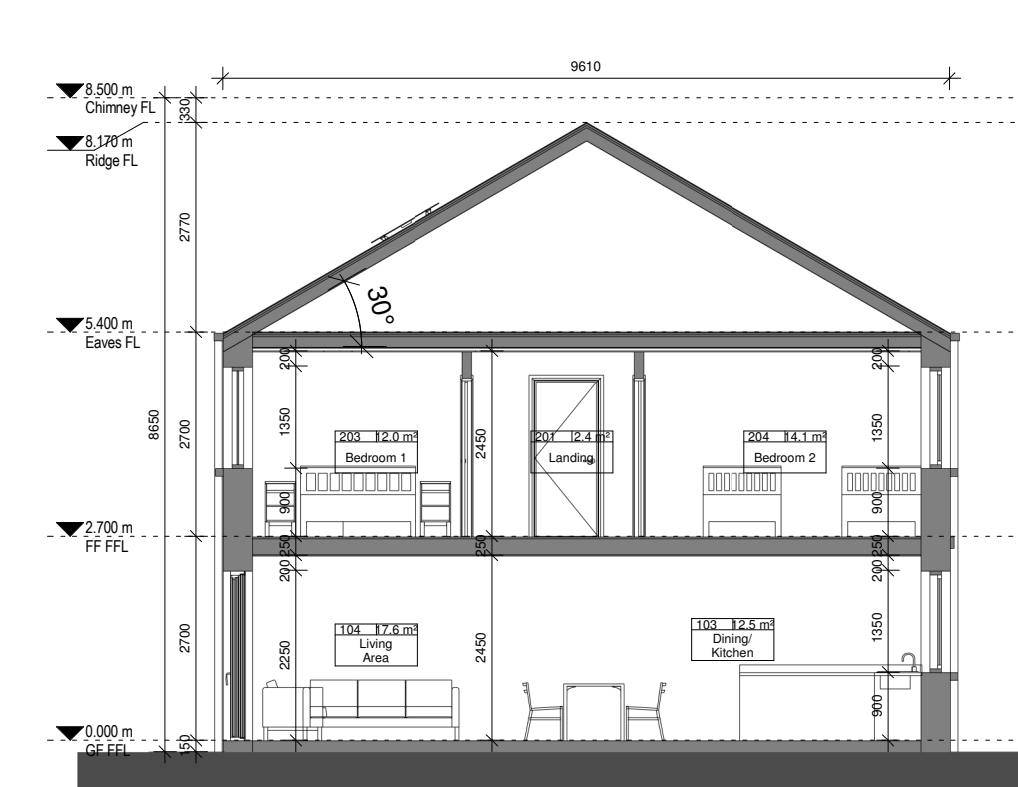 9610
8.500 m
Chimney FL
330
8.170 m
Ridge FL
2770
30°
5.400 m
Eaves FL
200
200
8650
2700
1350
2450
1350
203 12.0 m²
Bedroom 1
201 2.4 m²
Landing
204 14.1 m²
Bedroom 2
900
900
2.700 m
FF FFL
250
250
250
200
200
2700
2250
2450
1350
104 17.6 m²
Living
Area
103 12.5 m²
Dining/
Kitchen
900
0.000 m
GF FFL
150